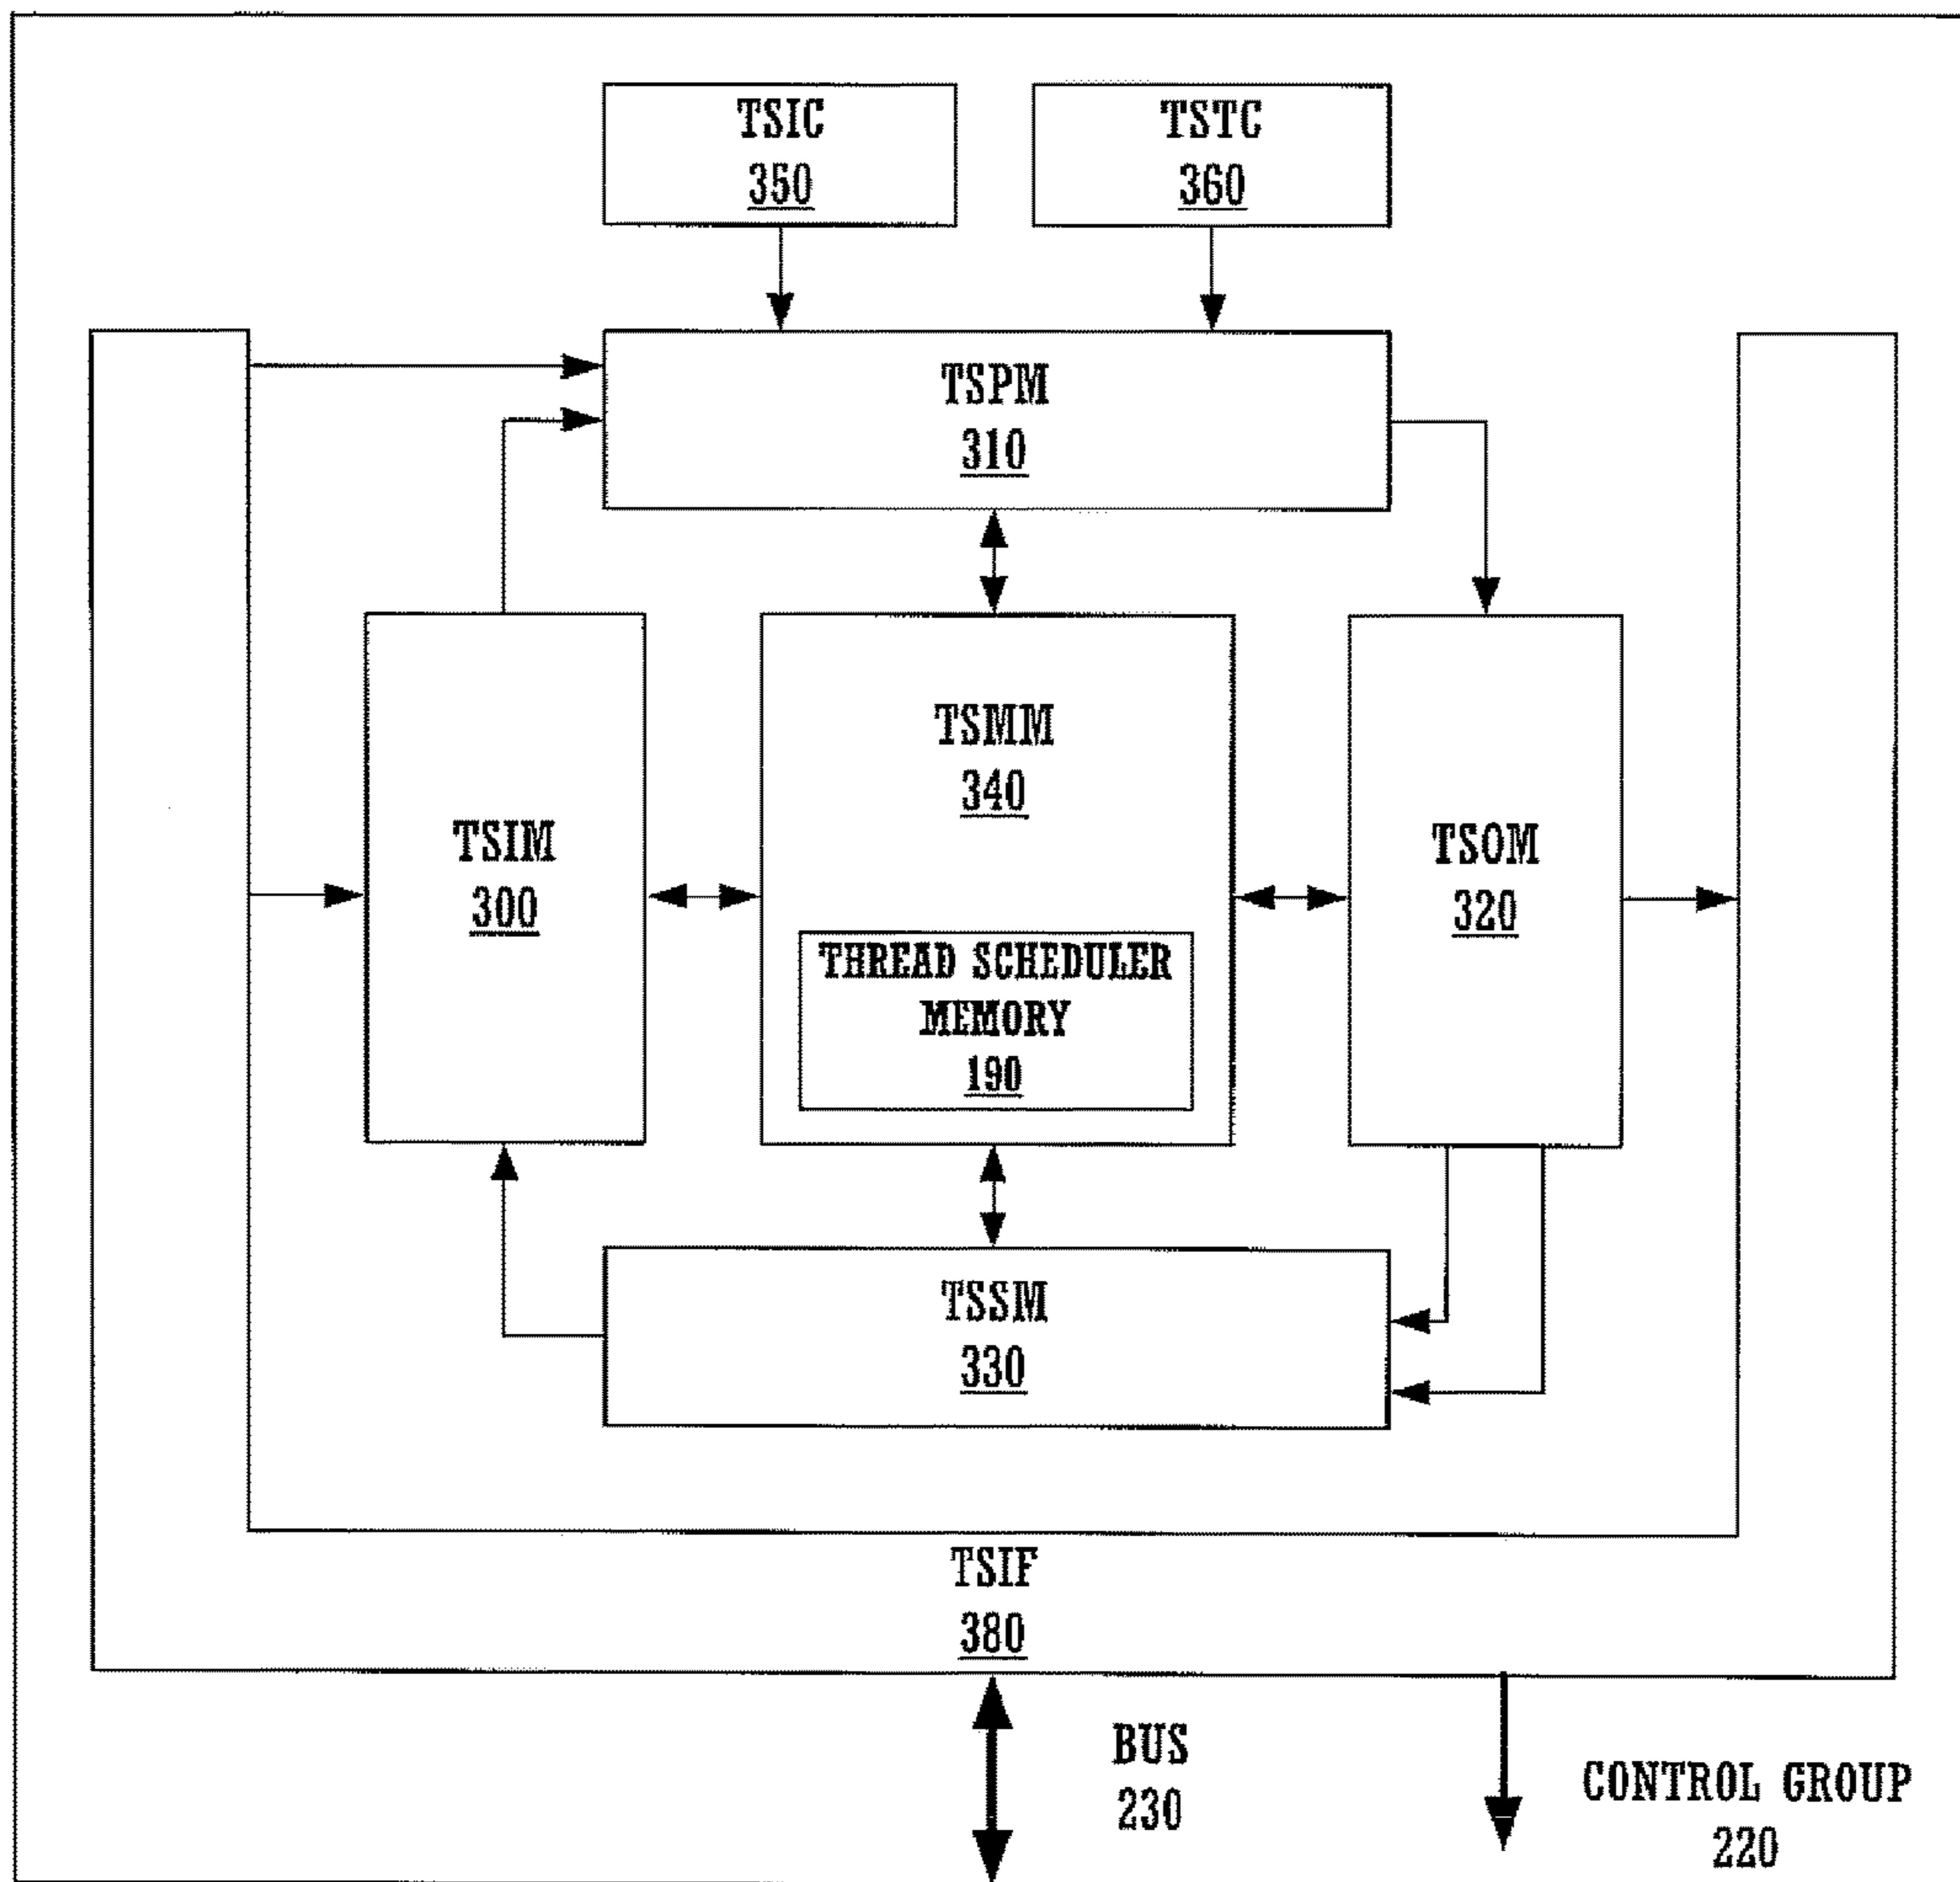 TSIC
350
TSTC
360
TSPM
310
TSMM
340
TSIM
300
TSOM
320
THREAD SCHEDULER
MEMORY
190
TSSM
330
TSIF
380
BUS
230
CONTROL GROUP
220